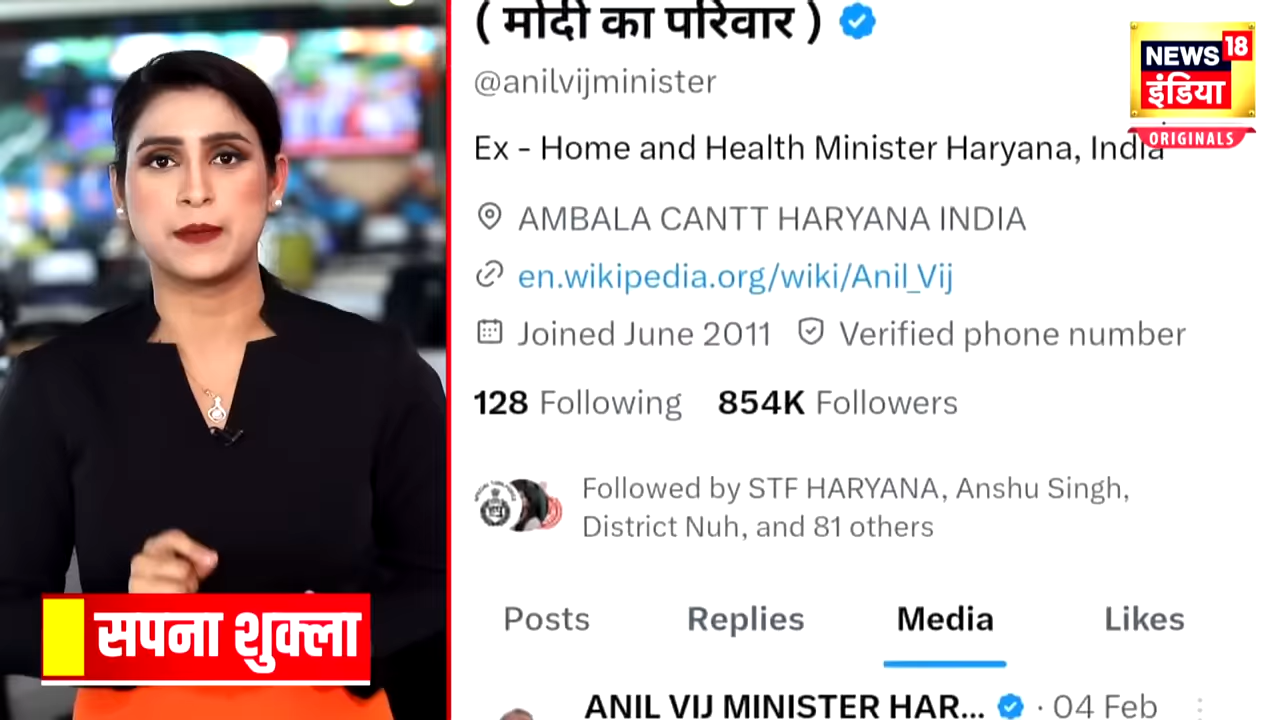 ( मोदी का परिवार )
@anilvijminister
Ex - Home and Health Minister Haryana, India
AMBALA CANTT HARYANA INDIA
en.wikipedia.org/wiki/Anil_Vij
Joined June 2011 Verified phone number
128 Following 854K Followers
Followed by STF HARYANA, Anshu Singh,
District Nuh, and 81 others
Posts Replies Media Likes
ANIL VIJ MINISTER HAR... · 04 Feb
NEWS 18
इंडिया
ORIGINALS
सपना शुक्ला